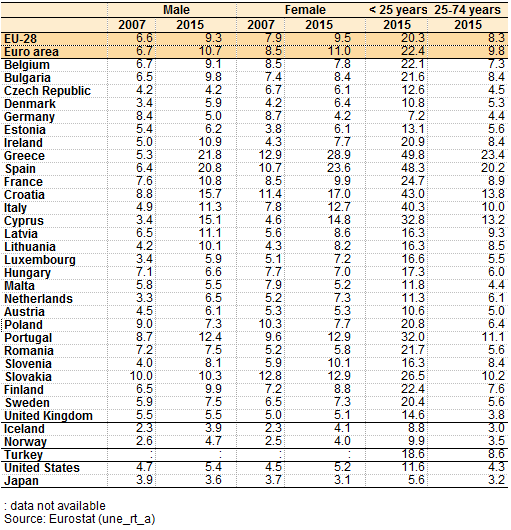 Male Female < 25 years 25-74 years
2007 2015 2007 2015 2015 2015
EU-28 6.6 9.3 7.9 9.5 20.3 8.3
Euro area 6.7 10.7 8.5 11.0 22.4 9.8
Belgium 6.7 9.1 8.5 7.8 22.1 7.3
Bulgaria 6.5 9.8 7.4 8.4 21.6 8.4
Czech Republic 4.2 4.2 6.7 6.1 12.6 4.5
Denmark 3.4 5.9 4.2 6.4 10.8 5.3
Germany 8.4 5.0 8.7 4.2 7.2 4.4
Estonia 5.4 6.2 3.8 6.1 13.1 5.6
Ireland 5.0 10.9 4.3 7.7 20.9 8.4
Greece 5.3 21.8 12.9 28.9 49.8 23.4
Spain 6.4 20.8 10.7 23.6 48.3 20.2
France 7.6 10.8 8.5 9.9 24.7 8.9
Croatia 8.8 15.7 11.4 17.0 43.0 13.8
Italy 4.9 11.3 7.8 12.7 40.3 10.0
Cyprus 3.4 15.1 4.6 14.8 32.8 13.2
Latvia 6.5 11.1 5.6 8.6 16.3 9.3
Lithuania 4.2 10.1 4.3 8.2 16.3 8.5
Luxembourg 3.4 5.9 5.1 7.2 16.6 5.5
Hungary 7.1 6.6 7.7 7.0 17.3 6.0
Malta 5.8 5.5 7.9 5.2 11.8 4.4
Netherlands 3.3 6.5 5.2 7.3 11.3 6.1
Austria 4.5 6.1 5.3 5.3 10.6 5.0
Poland 9.0 7.3 10.3 7.7 20.8 6.4
Portugal 8.7 12.4 9.6 12.9 32.0 11.1
Romania 7.2 7.5 5.2 5.8 21.7 5.6
Slovenia 4.0 8.1 5.9 10.1 16.3 8.4
Slovakia 10.0 10.3 12.8 12.9 26.5 10.2
Finland 6.5 9.9 7.2 8.8 22.4 7.6
Sweden 5.9 7.5 6.5 7.3 20.4 5.6
United Kingdom 5.5 5.5 5.0 5.1 14.6 3.8
Iceland 2.3 3.9 2.3 4.1 8.8 3.0
Norway 2.6 4.7 2.5 4.0 9.9 3.5
Turkey : : : : 18.6 8.6
United States 4.7 5.4 4.5 5.2 11.6 4.3
Japan 3.9 3.6 3.7 3.1 5.6 3.2
: data not available
Source: Eurostat (une_rt_a)